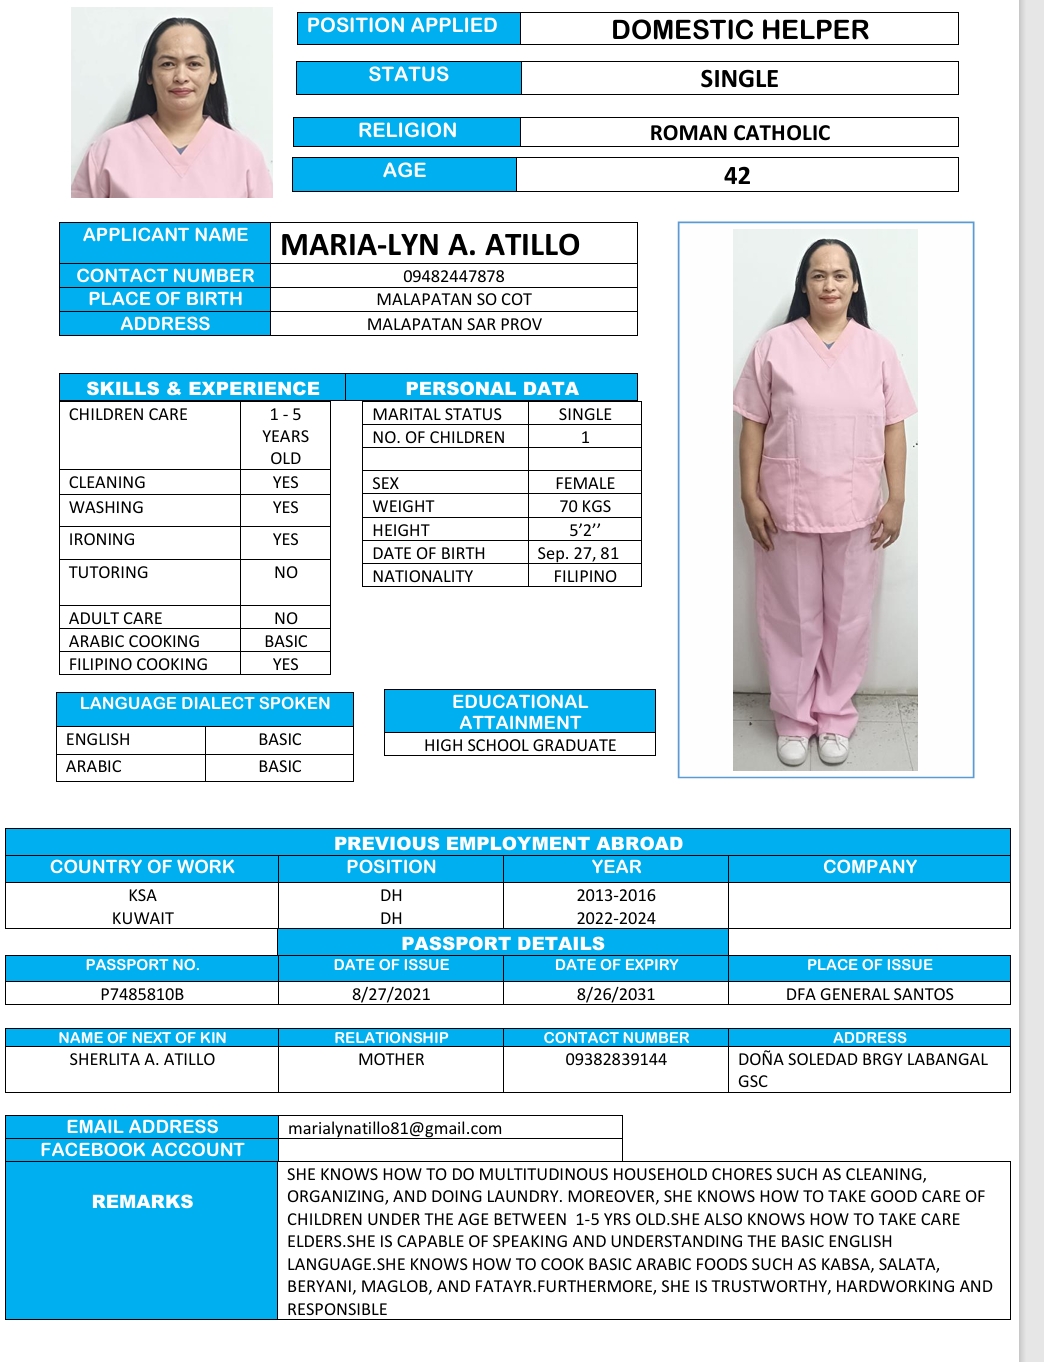 POSITION APPLIED DOMESTIC HELPER
STATUS SINGLE
RELIGION ROMAN CATHOLIC
AGE 42
APPLICANT NAME MARIA-LYN A. ATILLO
CONTACT NUMBER 09482447878
PLACE OF BIRTH MALAPATAN SO COT
ADDRESS MALAPATAN SAR PROV
SKILLS & EXPERIENCE
CHILDREN CARE 1 - 5
YEARS
OLD
CLEANING YES
WASHING YES
IRONING YES
TUTORING NO
ADULT CARE NO
ARABIC COOKING BASIC
FILIPINO COOKING YES
PERSONAL DATA
MARITAL STATUS SINGLE
NO. OF CHILDREN 1
SEX FEMALE
WEIGHT 70 KGS
HEIGHT 5’2’’
DATE OF BIRTH Sep. 27, 81
NATIONALITY FILIPINO
LANGUAGE DIALECT SPOKEN
ENGLISH BASIC
ARABIC BASIC
EDUCATIONAL
ATTAINMENT
HIGH SCHOOL GRADUATE
PREVIOUS EMPLOYMENT ABROAD
COUNTRY OF WORK POSITION YEAR COMPANY
KSA DH 2013-2016
KUWAIT DH 2022-2024
PASSPORT DETAILS
PASSPORT NO. DATE OF ISSUE DATE OF EXPIRY PLACE OF ISSUE
P7485810B 8/27/2021 8/26/2031 DFA GENERAL SANTOS
NAME OF NEXT OF KIN RELATIONSHIP CONTACT NUMBER ADDRESS
SHERLITA A. ATILLO MOTHER 09382839144 DOÑA SOLEDAD BRGY LABANGAL
GSC
EMAIL ADDRESS marialynatillo81@gmail.com
FACEBOOK ACCOUNT
REMARKS
SHE KNOWS HOW TO DO MULTITUDINOUS HOUSEHOLD CHORES SUCH AS CLEANING,
ORGANIZING, AND DOING LAUNDRY. MOREOVER, SHE KNOWS HOW TO TAKE GOOD CARE OF
CHILDREN UNDER THE AGE BETWEEN 1-5 YRS OLD.SHE ALSO KNOWS HOW TO TAKE CARE
ELDERS.SHE IS CAPABLE OF SPEAKING AND UNDERSTANDING THE BASIC ENGLISH
LANGUAGE.SHE KNOWS HOW TO COOK BASIC ARABIC FOODS SUCH AS KABSA, SALATA,
BERYANI, MAGLOB, AND FATAYR.FURTHERMORE, SHE IS TRUSTWORTHY, HARDWORKING AND
RESPONSIBLE